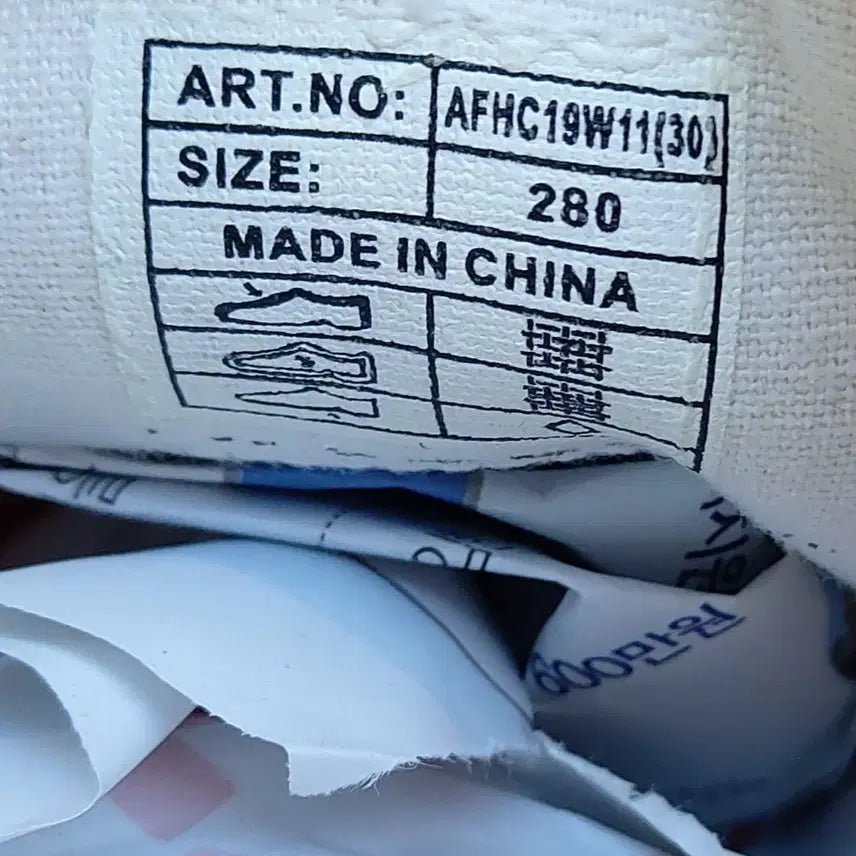 ART.NO: AFHC19W11(30)
SIZE: 280
MADE IN CHINA